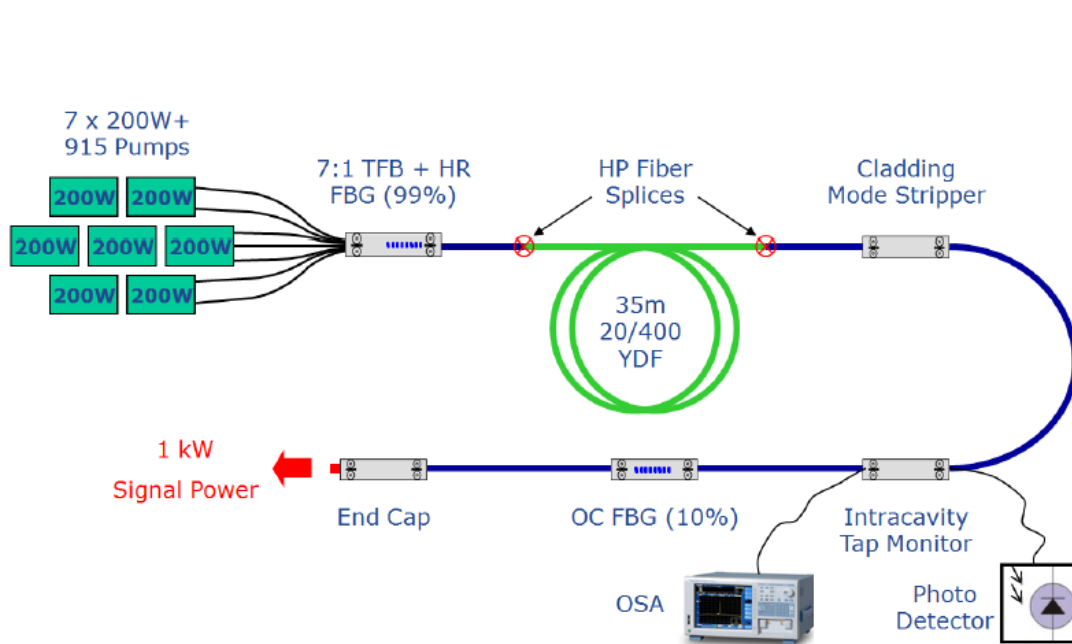 7 x 200W+
915 Pumps
200W
200W
200W
200W
200W
200W
200W
7:1 TFB + HR
FBG (99%)
HP Fiber
Splices
Cladding
Mode Stripper
35m
20/400
YDF
1 kW
Signal Power
End Cap
OC FBG (10%)
Intracavity
Tap Monitor
OSA
Photo
Detector